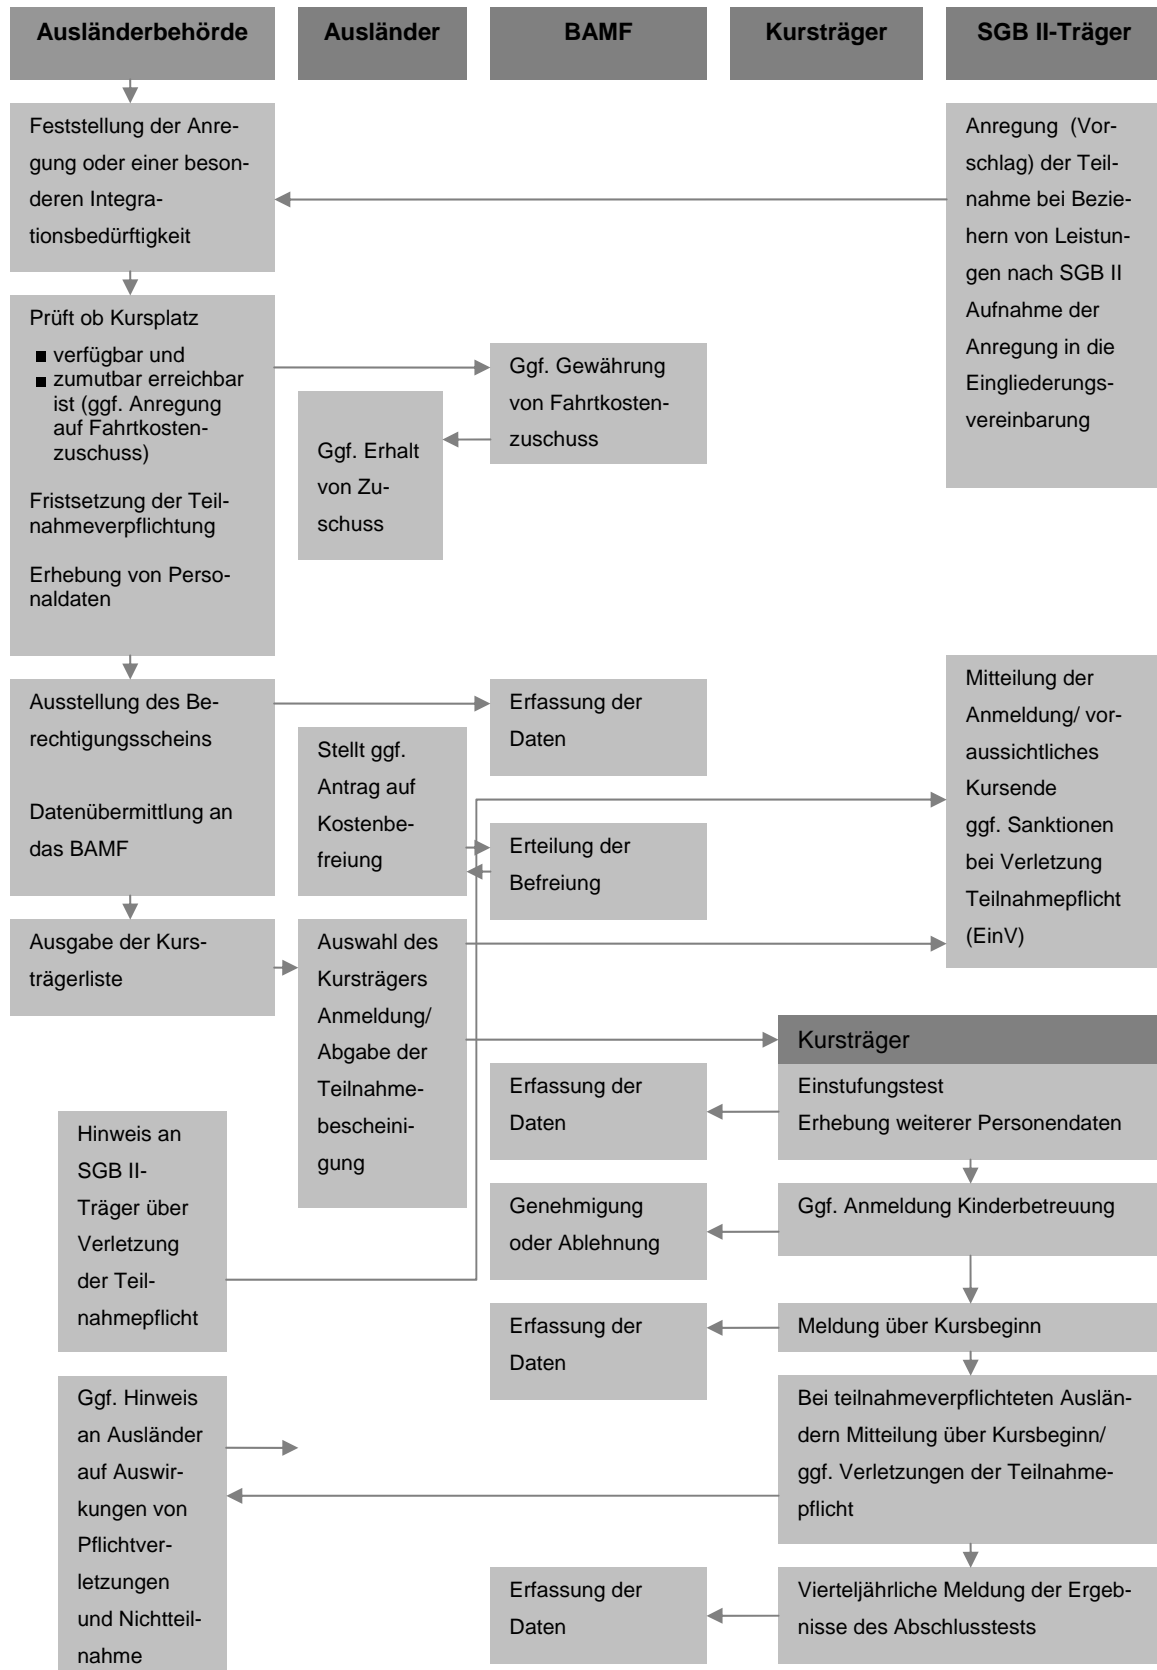 Ausländerbehörde
Ausländer
BAMF
Kursträger
SGB II-Träger
Feststellung der Anre-
gung oder einer beson-
deren Integra-
tionsbedürftigkeit
Anregung (Vor-
schlag) der Teil-
nahme bei Bezie-
hern von Leistun-
gen nach SGB II
Aufnahme der
Anregung in die
Eingliederungs-
vereinbarung
Prüft ob Kursplatz
■ verfügbar und
■ zumutbar erreichbar
ist (ggf. Anregung
auf Fahrtkosten-
zuschuss)
Fristsetzung der Teil-
nahmeverpflichtung
Erhebung von Perso-
naldaten
Ggf. Gewährung
von Fahrtkosten-
zuschuss
Ggf. Erhalt
von Zu-
schuss
Ausstellung des Be-
rechtigungsscheins
Datenübermittlung an
das BAMF
Erfassung der
Daten
Stellt ggf.
Antrag auf
Kostenbe-
freiung
Erteilung der
Befreiung
Mitteilung der
Anmeldung/ vor-
aussichtliches
Kursende
ggf. Sanktionen
bei Verletzung
Teilnahmepflicht
(EinV)
Ausgabe der Kurs-
trägerliste
Auswahl des
Kursträgers
Anmeldung/
Abgabe der
Teilnahme-
bescheini-
gung
Kursträger
Einstufungstest
Erhebung weiterer Personendaten
Erfassung der
Daten
Hinweis an
SGB II-
Träger über
Verletzung
der Teil-
nahmepflicht
Genehmigung
oder Ablehnung
Ggf. Anmeldung Kinderbetreuung
Erfassung der
Daten
Meldung über Kursbeginn
Ggf. Hinweis
an Ausländer
auf Auswir-
kungen von
Pflichtver-
letzungen
und Nichtteil-
nahme
Bei teilnahmeverpflichteten Auslän-
dern Mitteilung über Kursbeginn/
ggf. Verletzungen der Teilnahme-
pflicht
Erfassung der
Daten
Vierteljährliche Meldung der Ergeb-
nisse des Abschlusstests